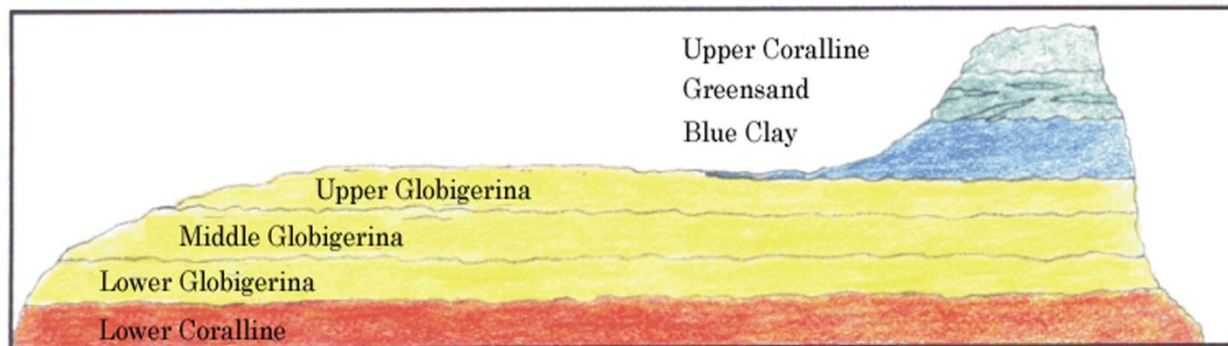 Upper Coralline
Greensand
Blue Clay
Upper Globigerina
Middle Globigerina
Lower Globigerina
Lower Coralline